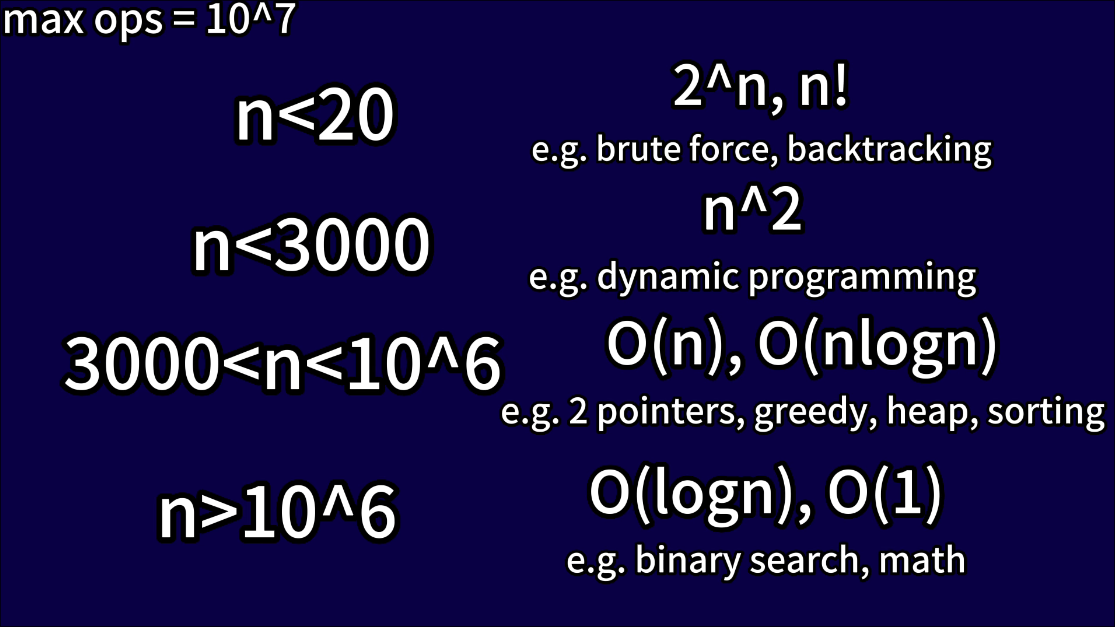 max ops = 10^7
n<20
2^n, n!
e.g. brute force, backtracking
n<3000
n^2
e.g. dynamic programming
3000<n<10^6
O(n), O(nlogn)
e.g. 2 pointers, greedy, heap, sorting
n>10^6
O(logn), O(1)
e.g. binary search, math